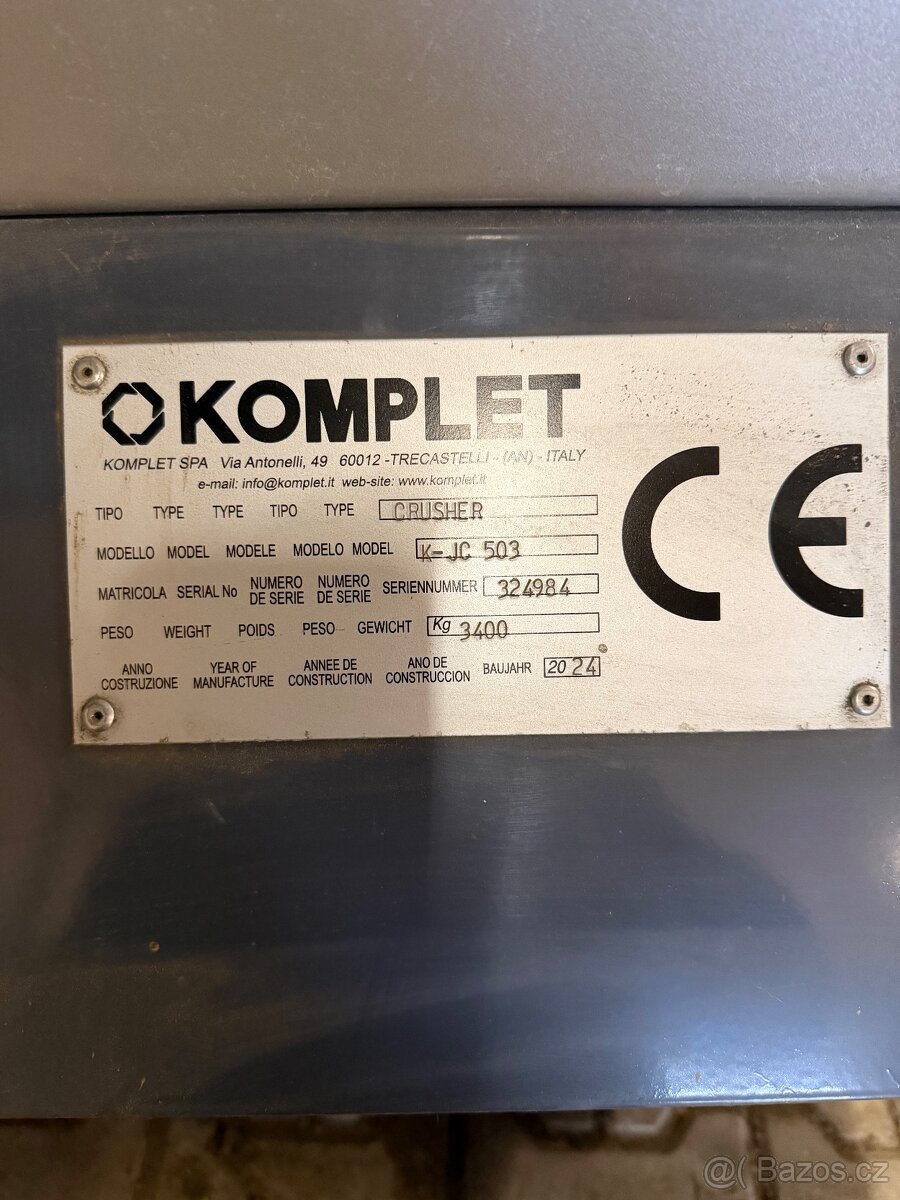 KOMPLET
KOMPLET SPA Via Antonelli, 49 60012 -TRECASTELLI - (AN) - ITALY
e-mail: info@komplet.it web-site: www.komplet.it
TIPO TYPE TYPE TIPO TYPE CRUSHER
MODELLO MODEL MODELE MODELO MODEL K-JC 503
MATRICOLA SERIAL No NUMERO DE SERIE NUMERO DE SERIE SERIENNUMMER 324984
PESO WEIGHT POIDS PESO GEWICHT Kg 3400
ANNO COSTRUZIONE YEAR OF MANUFACTURE ANNEE DE CONSTRUCTION ANO DE CONSTRUCCION BAUJAHR 20 24
CE
@( Bazos.cz